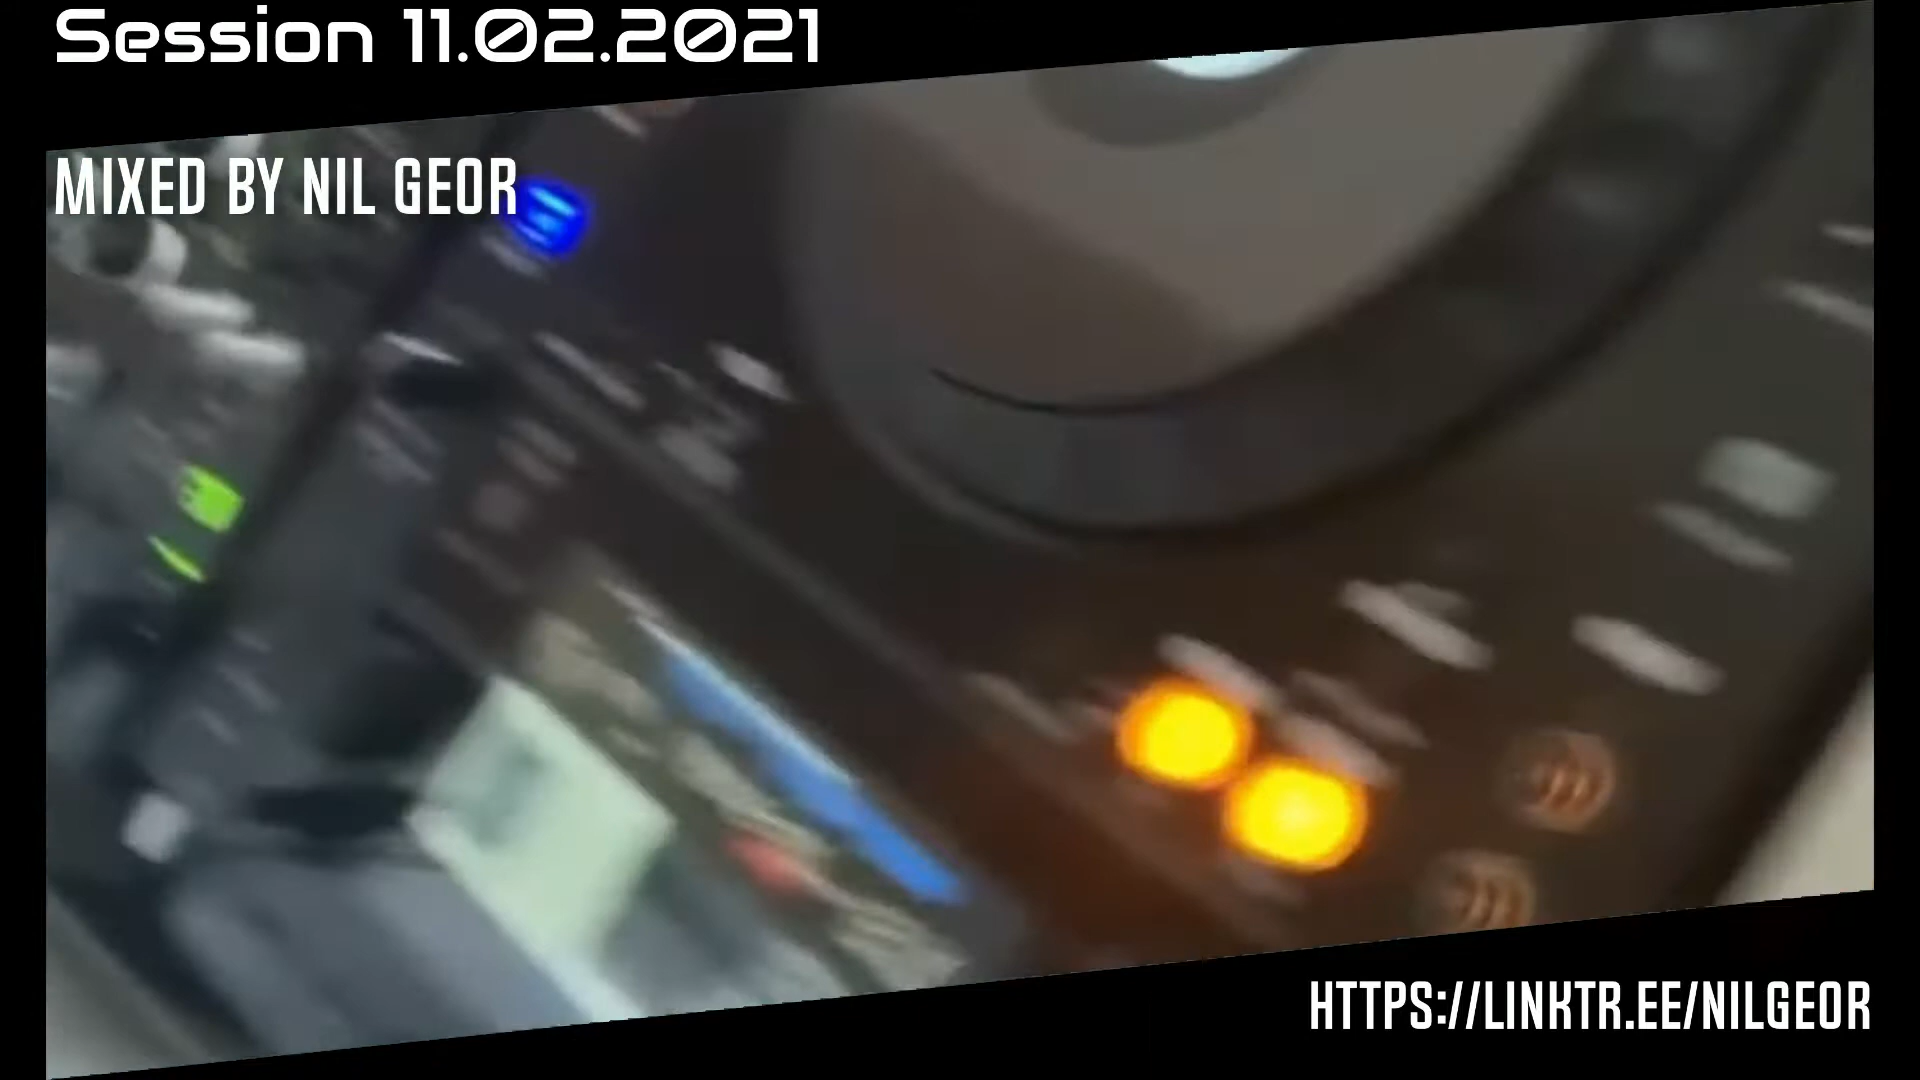 Session 11.02.2021
MIXED BY NIL GEOR
HTTPS://LINKTR.EE/NILGEOR